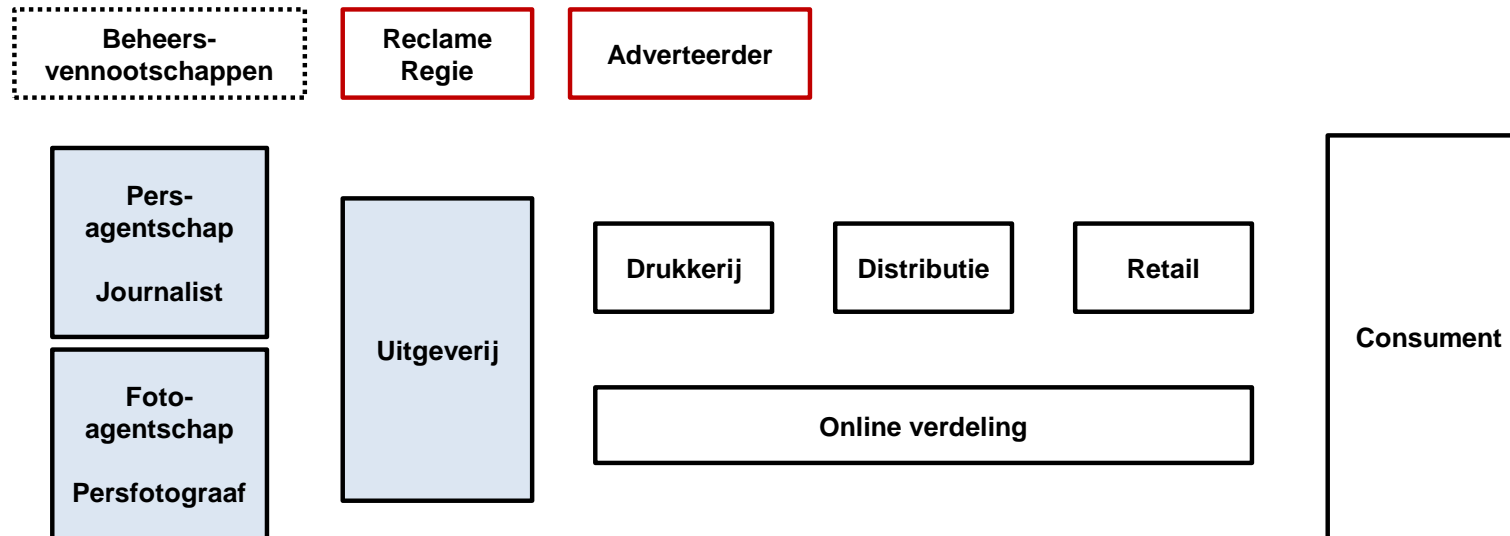 Beheers-
vennootschappen
Reclame
Regie
Adverteerder
Pers-
agentschap
Journalist
Foto-
agentschap
Persfotograaf
Uitgeverij
Drukkerij
Distributie
Retail
Online verdeling
Consument